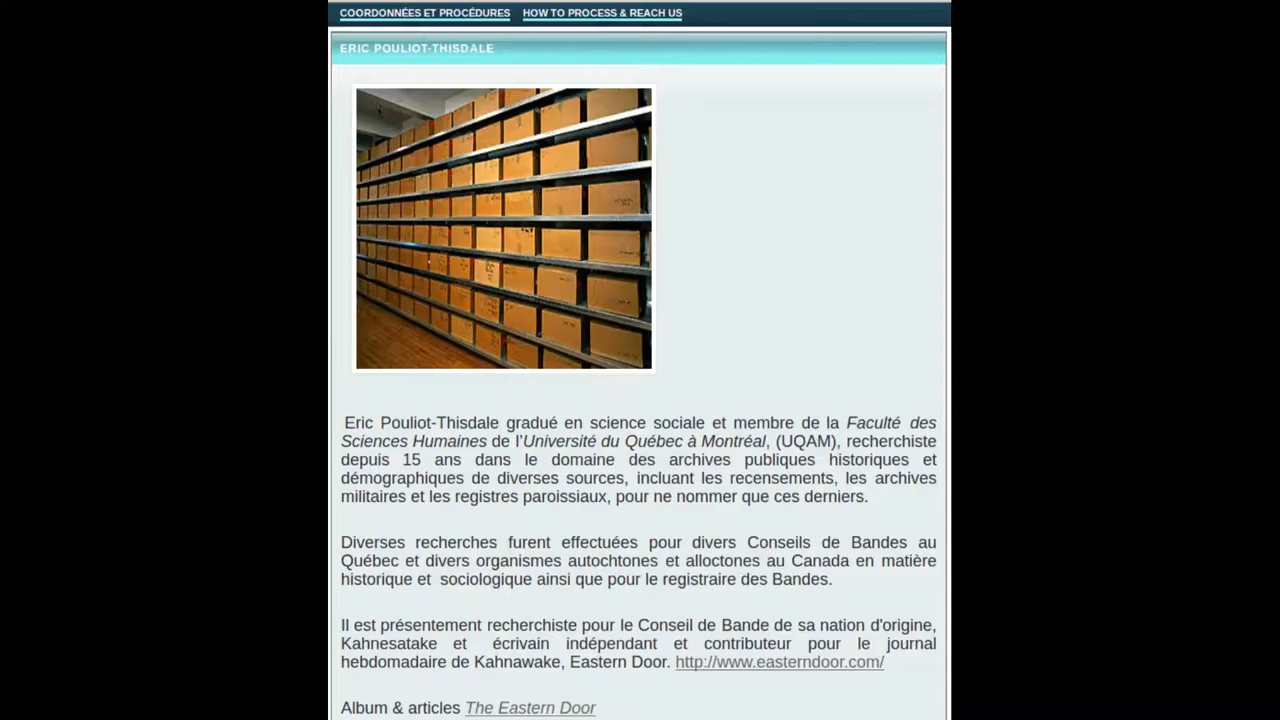 COORDONNÉES ET PROCÉDURES HOW TO PROCESS & REACH US
ERIC POULIOT-THISDALE
Eric Pouliot-Thisdale gradué en science sociale et membre de la Faculté des
Sciences Humaines de l'Université du Québec à Montréal, (UQAM), recherchiste
depuis 15 ans dans le domaine des archives publiques historiques et
démographiques de diverses sources, incluant les recensements, les archives
militaires et les registres paroissiaux, pour ne nommer que ces derniers.
Diverses recherches furent effectuées pour divers Conseils de Bandes au
Québec et divers organismes autochtones et alloctones au Canada en matière
historique et sociologique ainsi que pour le registraire des Bandes.
Il est présentement recherchiste pour le Conseil de Bande de sa nation d'origine,
Kahnesatake et écrivain indépendant et contributeur pour le journal
hebdomadaire de Kahnawake, Eastern Door. http://www.easterndoor.com/
Album & articles The Eastern Door